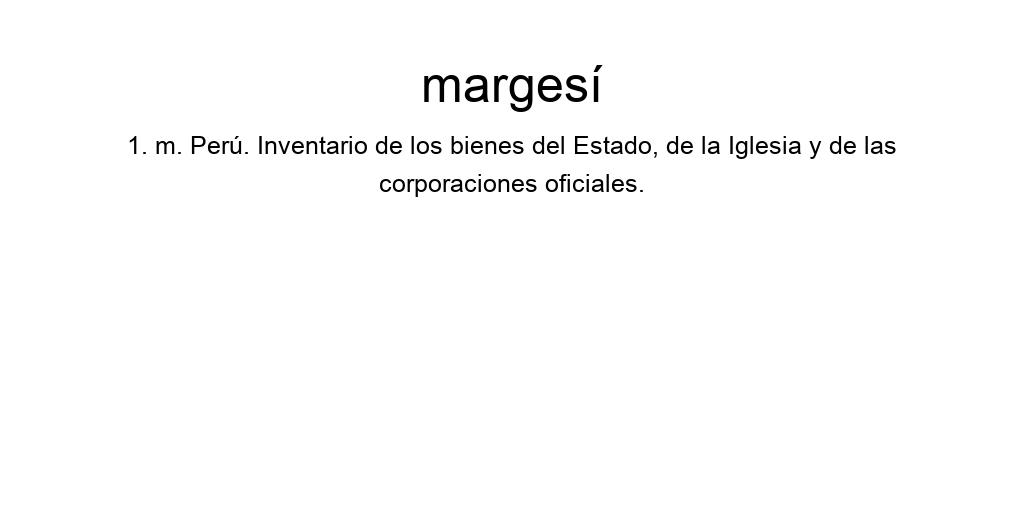 margesí
1. m. Perú. Inventario de los bienes del Estado, de la Iglesia y de las
corporaciones oficiales.